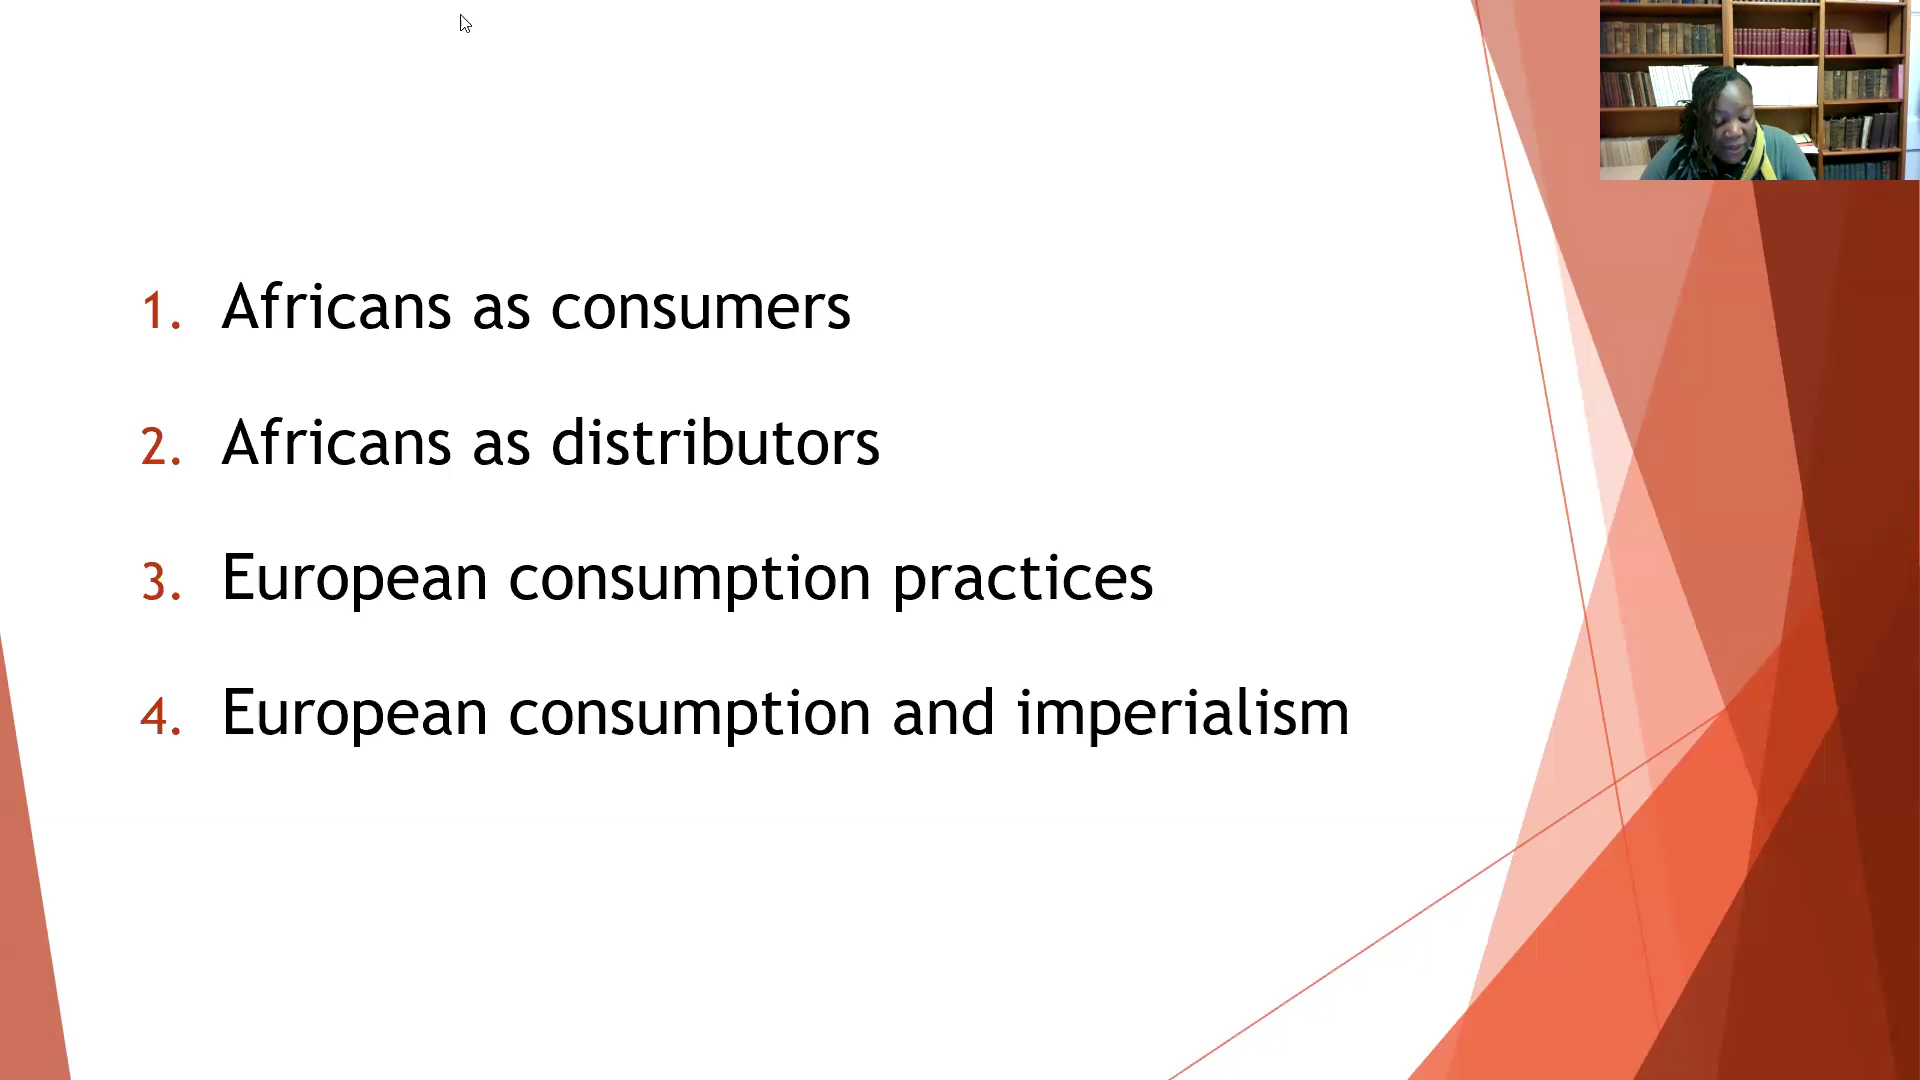 1. Africans as consumers
2. Africans as distributors
3. European consumption practices
4. European consumption and imperialism